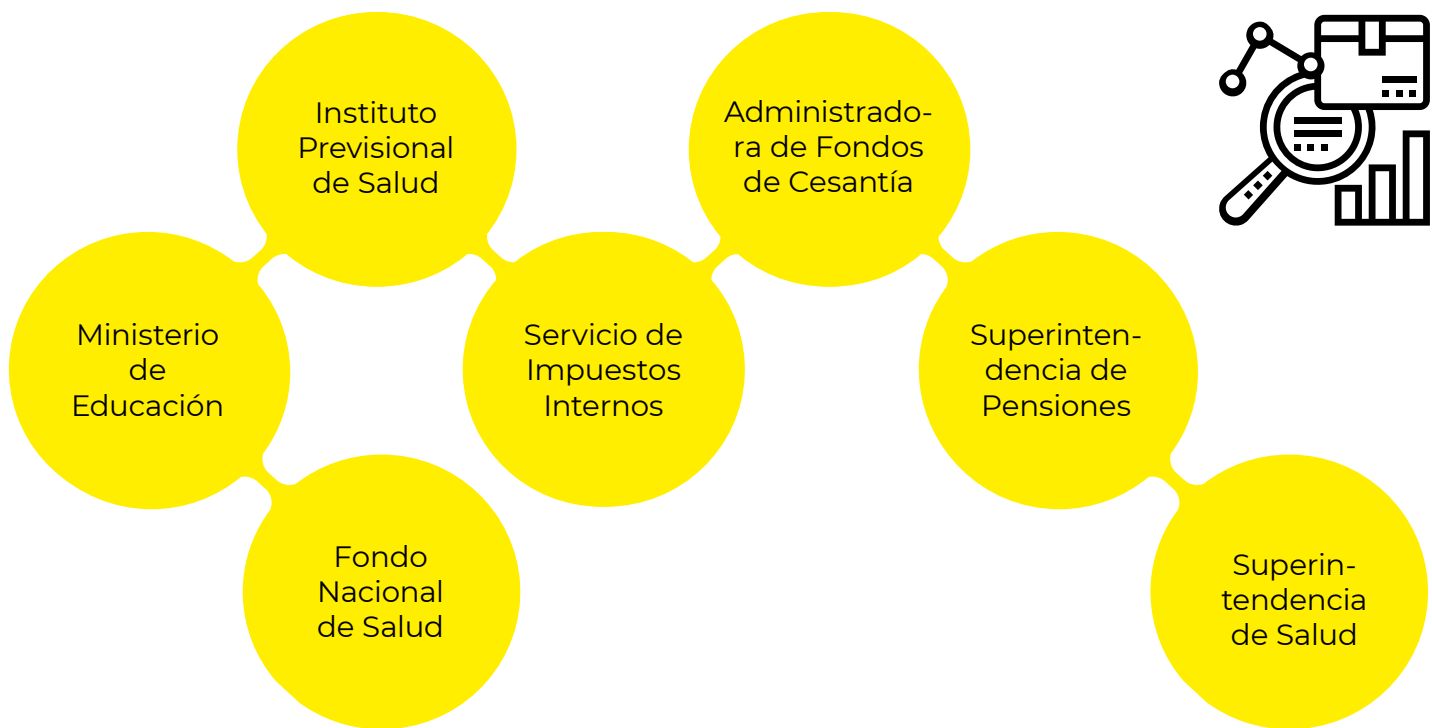 Instituto
Previsional
de Salud
Administrado-
ra de Fondos
de Cesantía
Ministerio
de
Educación
Servicio de
Impuestos
Internos
Superinten-
dencia de
Pensiones
Fondo
Nacional
de Salud
Superin-
tendencia
de Salud